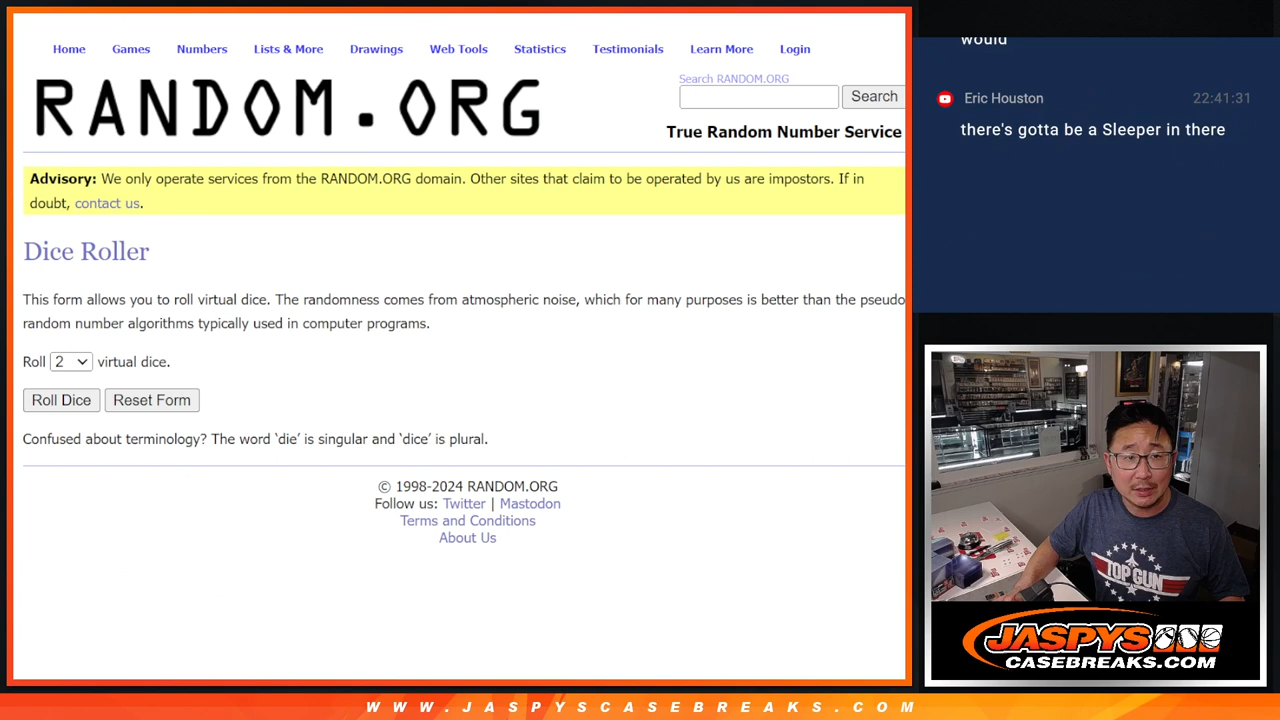 Home Games Numbers Lists & More Drawings Web Tools Statistics Testimonials Learn More Login
RANDOM.ORG
Search RANDOM.ORG
Search
True Random Number Service
Advisory: We only operate services from the RANDOM.ORG domain. Other sites that claim to be operated by us are impostors. If in
doubt, contact us.
Dice Roller
This form allows you to roll virtual dice. The randomness comes from atmospheric noise, which for many purposes is better than the pseudo
random number algorithms typically used in computer programs.
Roll 2 virtual dice.
Roll Dice Reset Form
Confused about terminology? The word ‘die’ is singular and ‘dice’ is plural.
© 1998-2024 RANDOM.ORG
Follow us: Twitter | Mastodon
Terms and Conditions
About Us
would
Eric Houston 22:41:31
there's gotta be a Sleeper in there
TOP GUN
JASPYS
CASEBREAKS.COM
WWW.JASPYSCASEBREAKS.COM